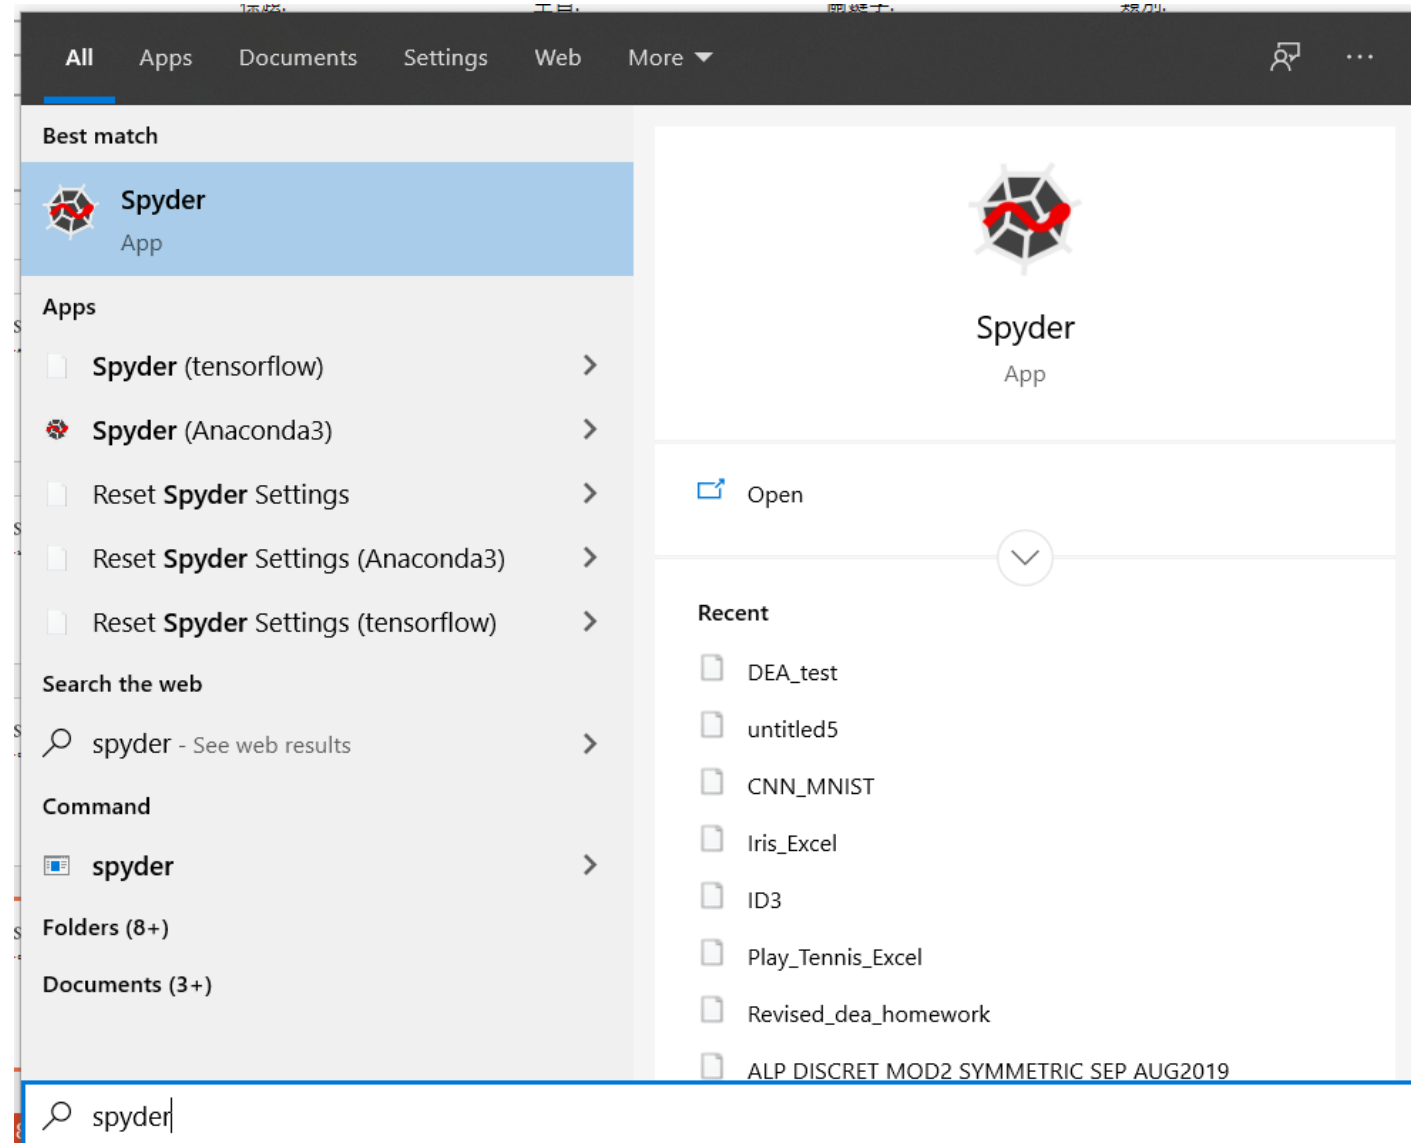 All Apps Documents Settings Web More
Best match
Spyder
App
Apps
Spyder (tensorflow)
Spyder (Anaconda3)
Reset Spyder Settings
Reset Spyder Settings (Anaconda3)
Reset Spyder Settings (tensorflow)
Search the web
spyder - See web results
Command
spyder
Folders (8+)
Documents (3+)
Spyder
App
Open
Recent
DEA_test
untitled5
CNN_MNIST
Iris_Excel
ID3
Play_Tennis_Excel
Revised_dea_homework
ALP DISCRET MOD2 SYMMETRIC SEP AUG2019
spyder